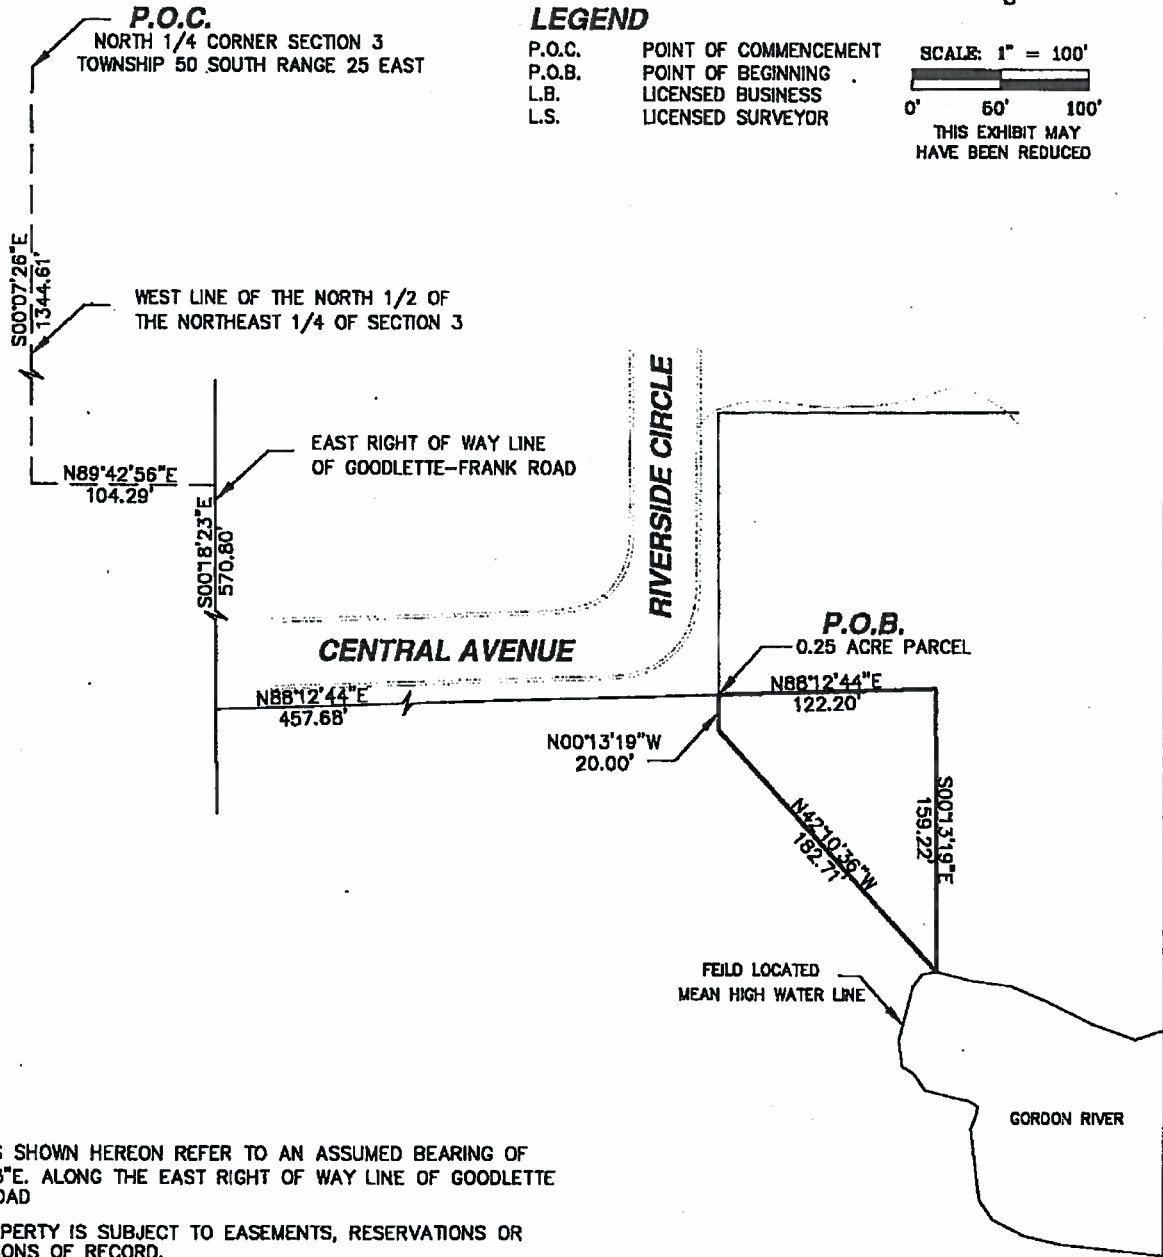 P.O.C.
NORTH 1/4 CORNER SECTION 3
TOWNSHIP 50 SOUTH RANGE 25 EAST
LEGEND
P.O.C. POINT OF COMMENCEMENT
P.O.B. POINT OF BEGINNING
L.B. LICENSED BUSINESS
L.S. LICENSED SURVEYOR
SCALE: 1" = 100'
0' 50' 100'
THIS EXHIBIT MAY
HAVE BEEN REDUCED
S00°07'26"E
1344.61'
WEST LINE OF THE NORTH 1/2 OF
THE NORTHEAST 1/4 OF SECTION 3
EAST RIGHT OF WAY LINE
OF GOODLETTE-FRANK ROAD
N89°42'56"E
104.29'
S00°18'23"E
570.80'
RIVERSIDE CIRCLE
CENTRAL AVENUE
P.O.B.
0.25 ACRE PARCEL
N88°12'44"E
457.68'
N88°12'44"E
122.20'
N00°13'19"W
20.00'
S00°13'19"E
159.22'
N42°10'36"W
182.71'
FEILD LOCATED
MEAN HIGH WATER LINE
GORDON RIVER
S SHOWN HEREON REFER TO AN ASSUMED BEARING OF
"E. ALONG THE EAST RIGHT OF WAY LINE OF GOODLETTE
OAD
PERTY IS SUBJECT TO EASEMENTS, RESERVATIONS OR
ONS OF RECORD.